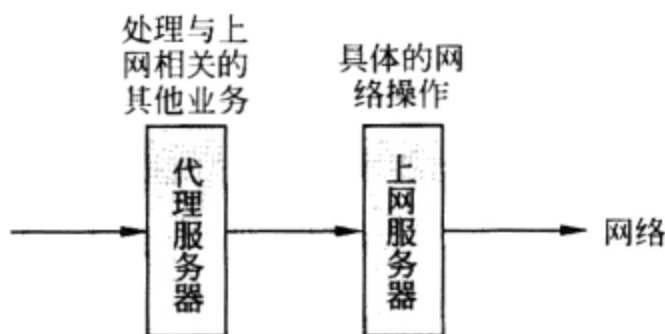 处理与上
网相关的
其他业务
具体的网
络操作
代理服务器
上网服务器
网络